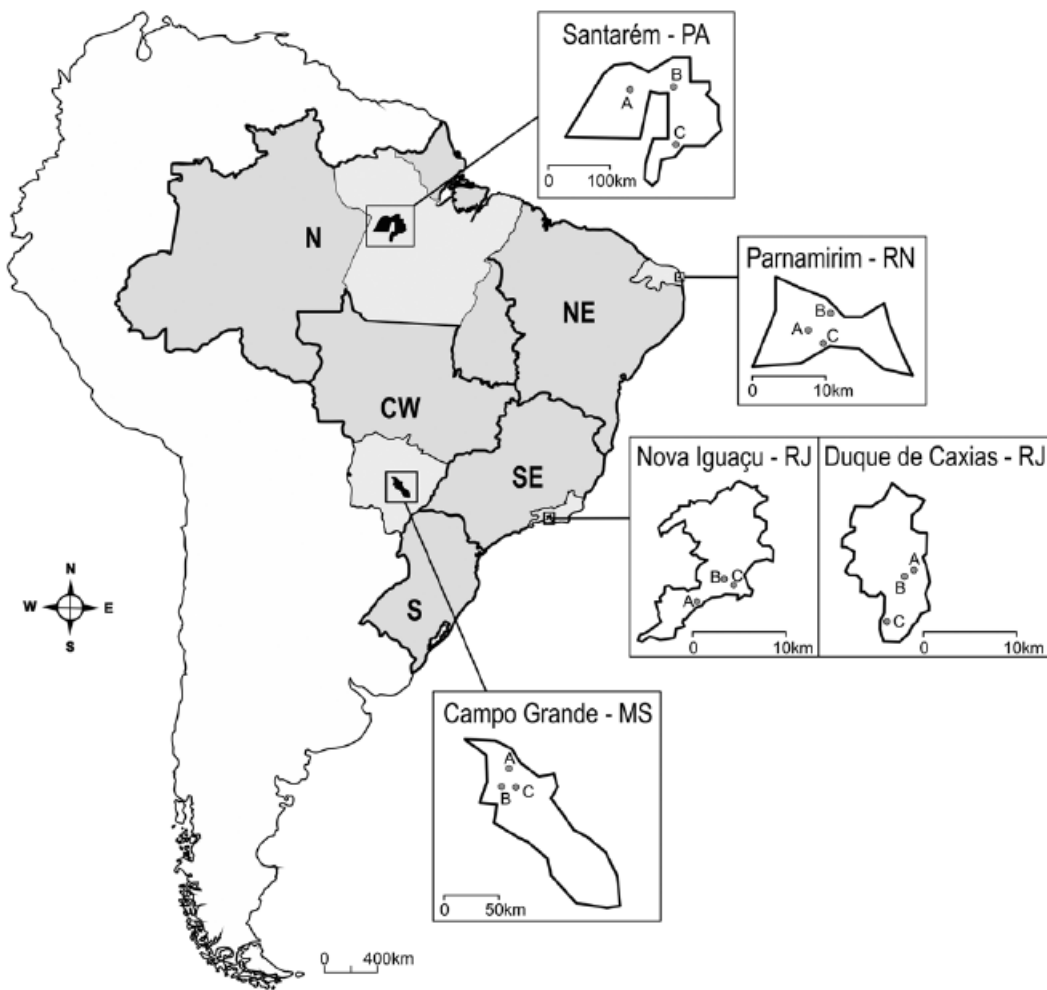 Santarém - PA
B
A
C
0 100km
N
Parnamirim - RN
B
A
C
0 10km
NE
CW
Nova Iguaçu - RJ
B
C
A
0 10km
Duque de Caxias - RJ
A
B
C
0 10km
SE
N
W E
S
S
Campo Grande - MS
A
B
C
0 50km
0 400km